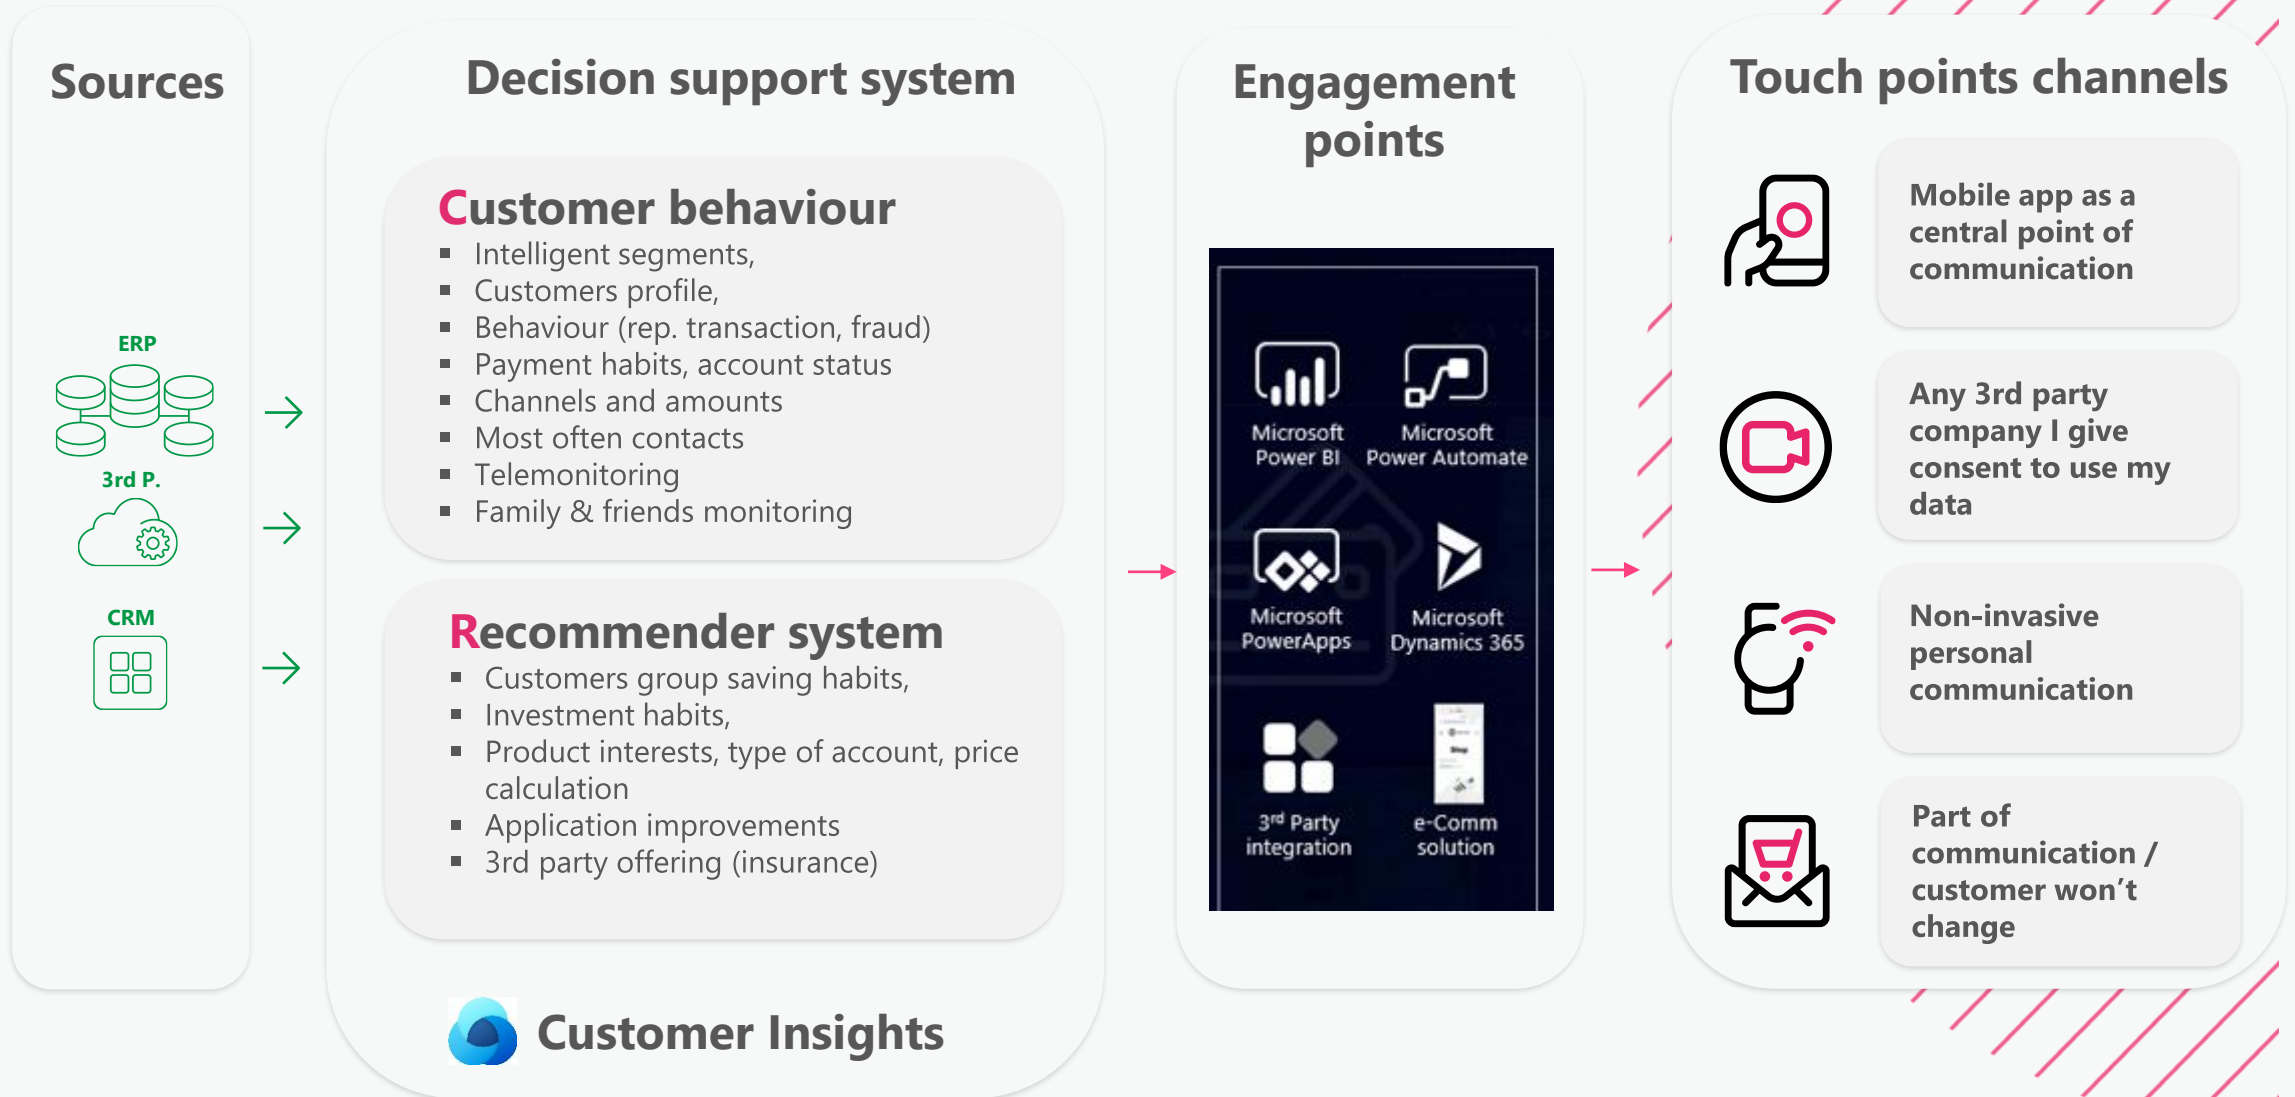 Sources
ERP
3rd P.
CRM
Decision support system
Customer behaviour
▪ Intelligent segments,
▪ Customers profile,
▪ Behaviour (rep. transaction, fraud)
▪ Payment habits, account status
▪ Channels and amounts
▪ Most often contacts
▪ Telemonitoring
▪ Family & friends monitoring
Recommender system
▪ Customers group saving habits,
▪ Investment habits,
▪ Product interests, type of account, price
calculation
▪ Application improvements
▪ 3rd party offering (insurance)
Customer Insights
Engagement
points
Microsoft
Power BI
Microsoft
Power Automate
Microsoft
PowerApps
Microsoft
Dynamics 365
3rd Party
integration
Shop
e-Comm
solution
Touch points channels
Mobile app as a
central point of
communication
Any 3rd party
company I give
consent to use my
data
Non-invasive
personal
communication
Part of
communication /
customer won’t
change